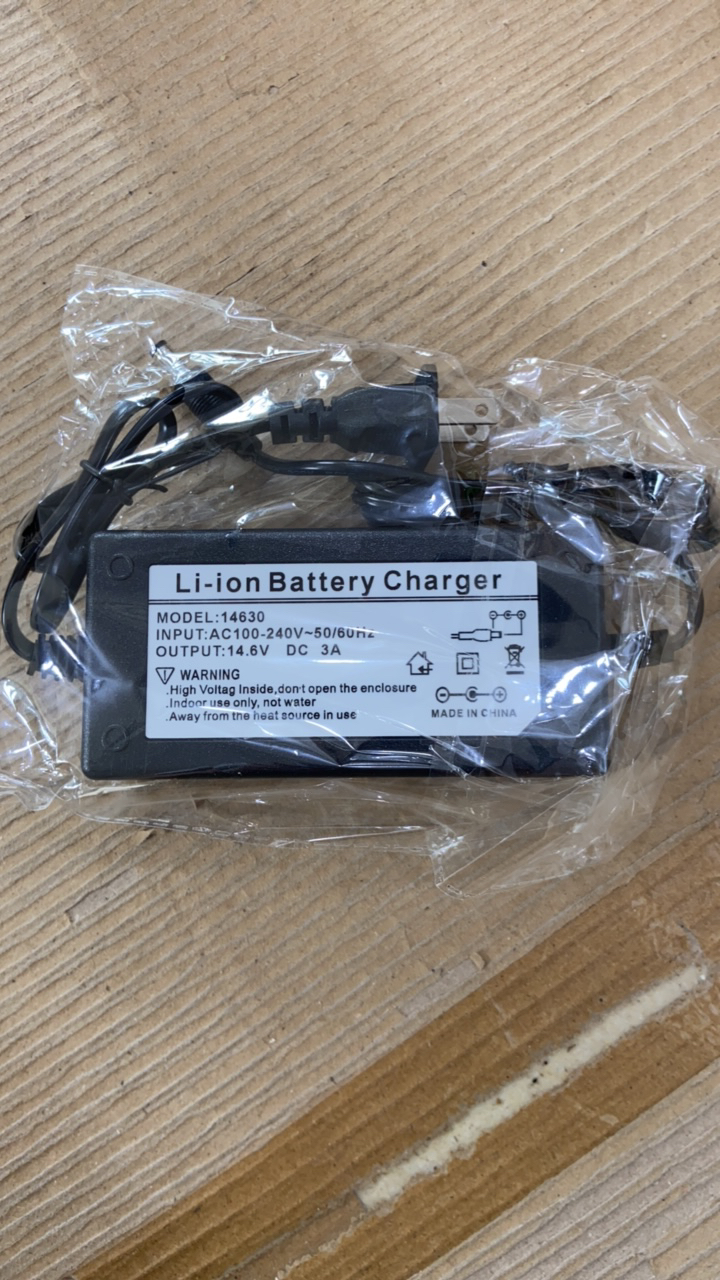 Li-ion Battery Charger
MODEL:14630
INPUT:AC100-240V~50/60Hz
OUTPUT:14.6V DC 3A
WARNING
.High Voltag Inside,don't open the enclosure
.Indoor use only, not water
.Away from the heat source in use
MADE IN CHINA